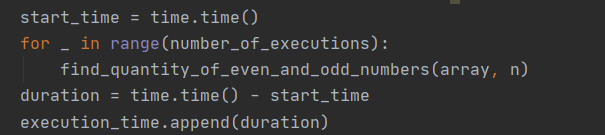 start_time = time.time()
for _ in range(number_of_executions):
    find_quantity_of_even_and_odd_numbers(array, n)
duration = time.time() - start_time
execution_time.append(duration)